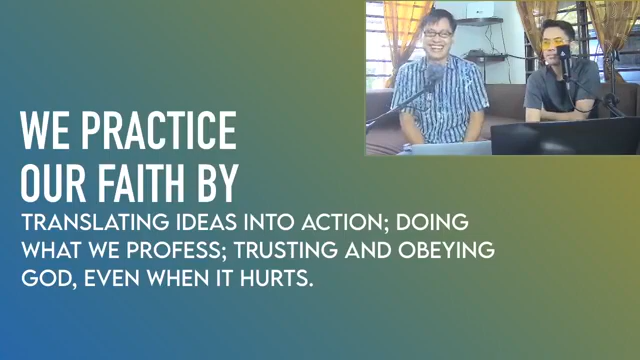 WE PRACTICE
OUR FAITH BY
TRANSLATING IDEAS INTO ACTION; DOING
WHAT WE PROFESS; TRUSTING AND OBEYING
GOD, EVEN WHEN IT HURTS.